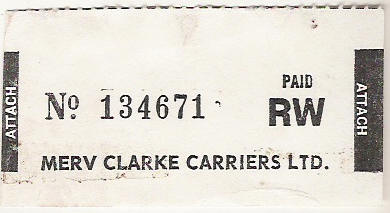 ATTACH
PAID
Nº 134671
RW
ATTACH
MERV CLARKE CARRIERS LTD.